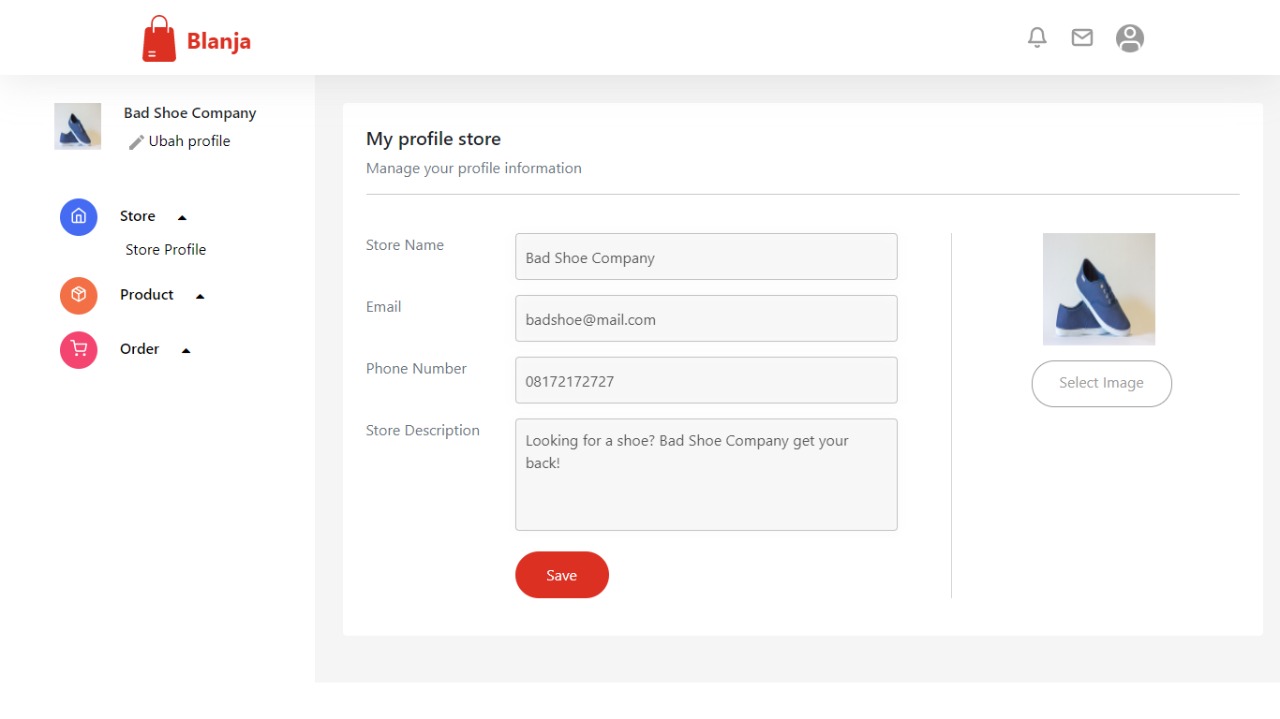 Blanja
Bad Shoe Company
Ubah profile
Store
Store Profile
Product
Order
My profile store
Manage your profile information
Store Name
Bad Shoe Company
Email
badshoe@mail.com
Phone Number
08172172727
Store Description
Looking for a shoe? Bad Shoe Company get your
back!
Save
Select Image